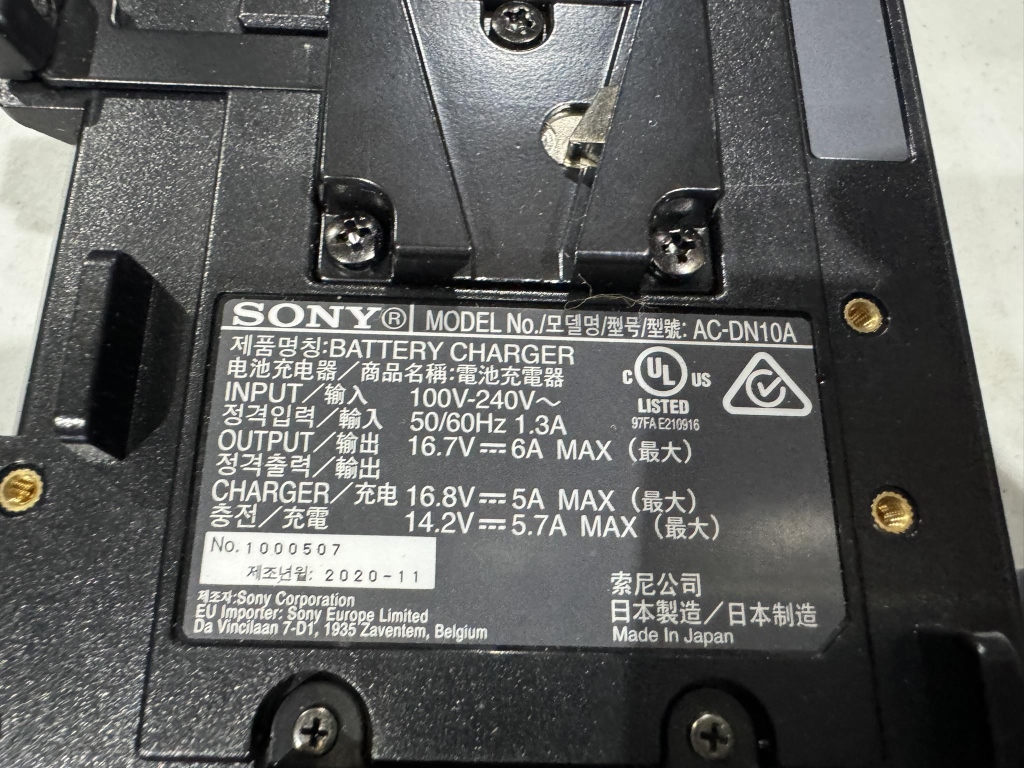 SONY® MODEL No./모델명/型号/型號: AC-DN10A
제품명칭:BATTERY CHARGER
电池充电器/商品名稱:電池充電器
INPUT/输入 100V-240V～
정격입력/輸入 50/60Hz 1.3A
OUTPUT/输出 16.7V⎓6A MAX (最大)
정격출력/輸出
CHARGER/充电 16.8V⎓5A MAX (最大)
충전/充電 14.2V⎓5.7A MAX (最大)
C UL US
LISTED
97FA E210916
No.1000507
제조년월: 2020-11
제조자:Sony Corporation
EU Importer: Sony Europe Limited
Da Vincilaan 7-D1, 1935 Zaventem, Belgium
索尼公司
日本製造/日本制造
Made In Japan